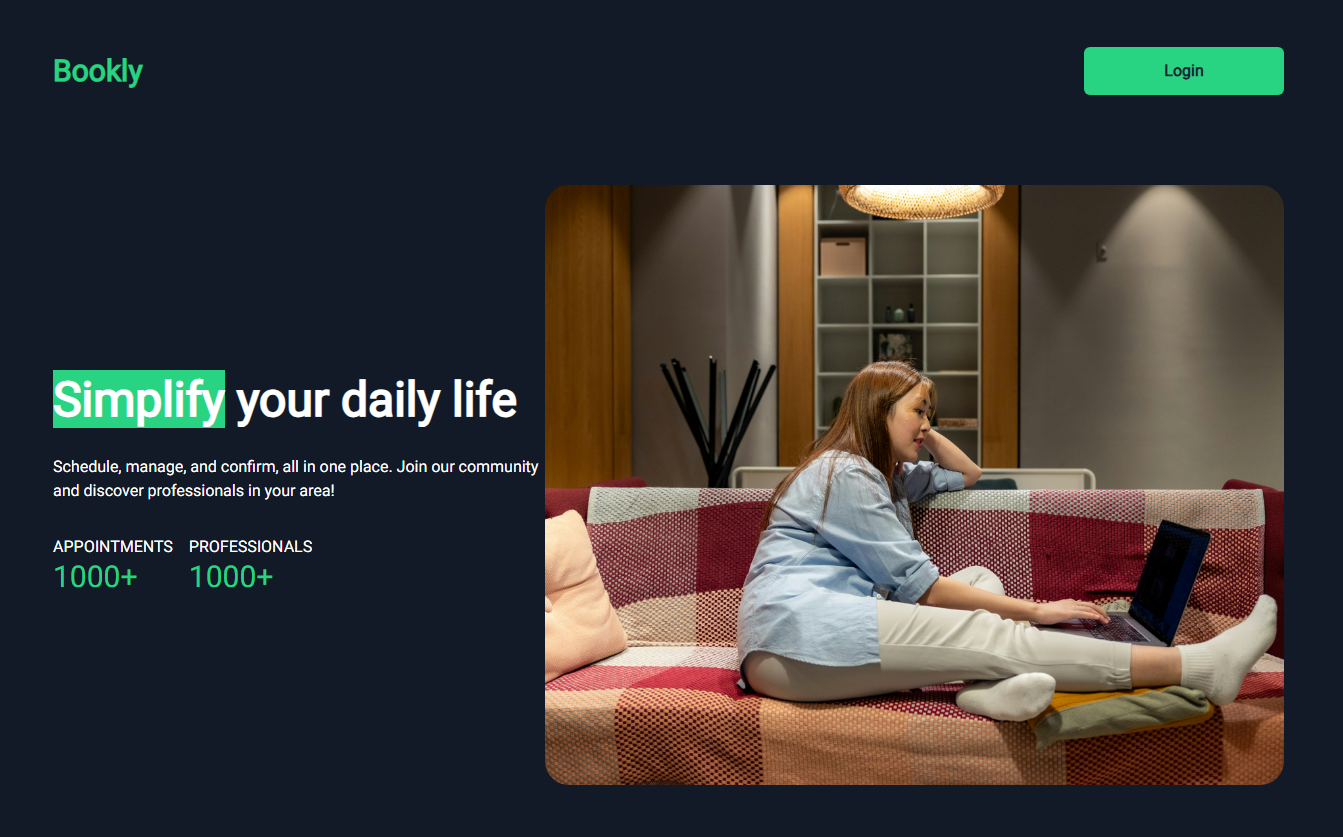 Bookly
Login
Simplify your daily life
Schedule, manage, and confirm, all in one place. Join our community
and discover professionals in your area!
APPOINTMENTS PROFESSIONALS
1000+ 1000+